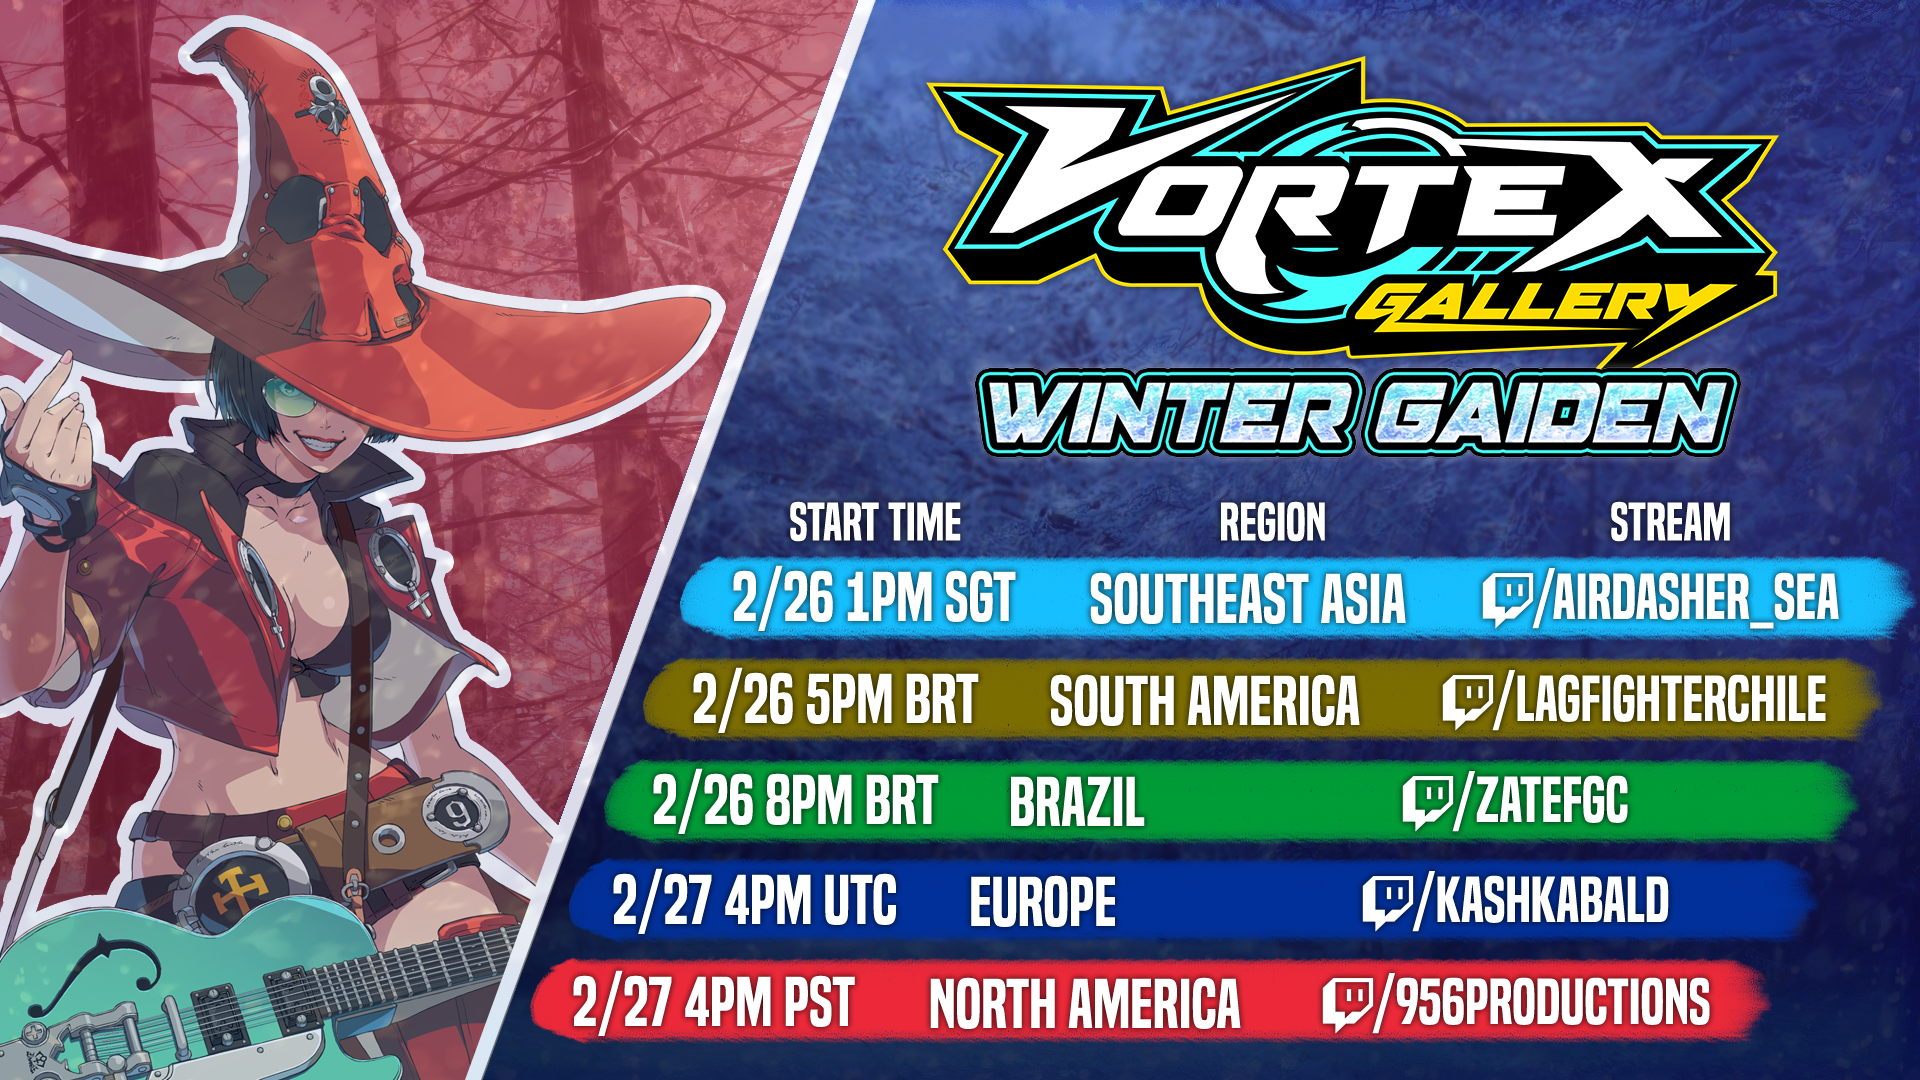 VORTEX
GALLERY
WINTER GAIDEN
START TIME REGION STREAM
2/26 1PM SGT SOUTHEAST ASIA /AIRDASHER_SEA
2/26 5PM BRT SOUTH AMERICA /LAGFIGHTERCHILE
2/26 8PM BRT BRAZIL /ZATEFGC
2/27 4PM UTC EUROPE /KASHKABALD
2/27 4PM PST NORTH AMERICA /956PRODUCTIONS
9